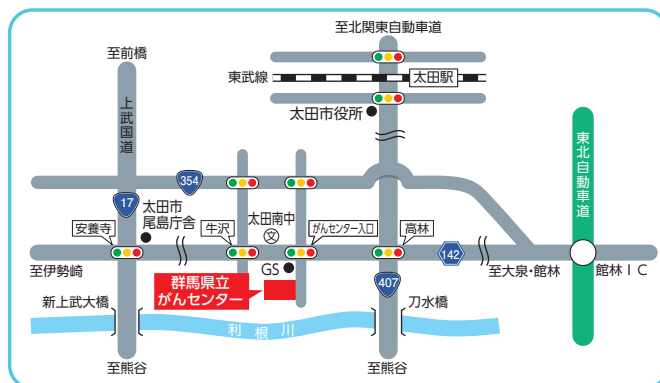 至北関東自動車道
至前橋
東武線
太田駅
太田市役所
上武国道
東北自動車道
354
17
太田市
尾島庁舎
安養寺
牛沢
太田南中
文
がんセンター入口
高林
142
至伊勢崎
GS
至大泉・館林
館林IC
群馬県立
がんセンター
407
新上武大橋
刀水橋
利根川
至熊谷
至熊谷